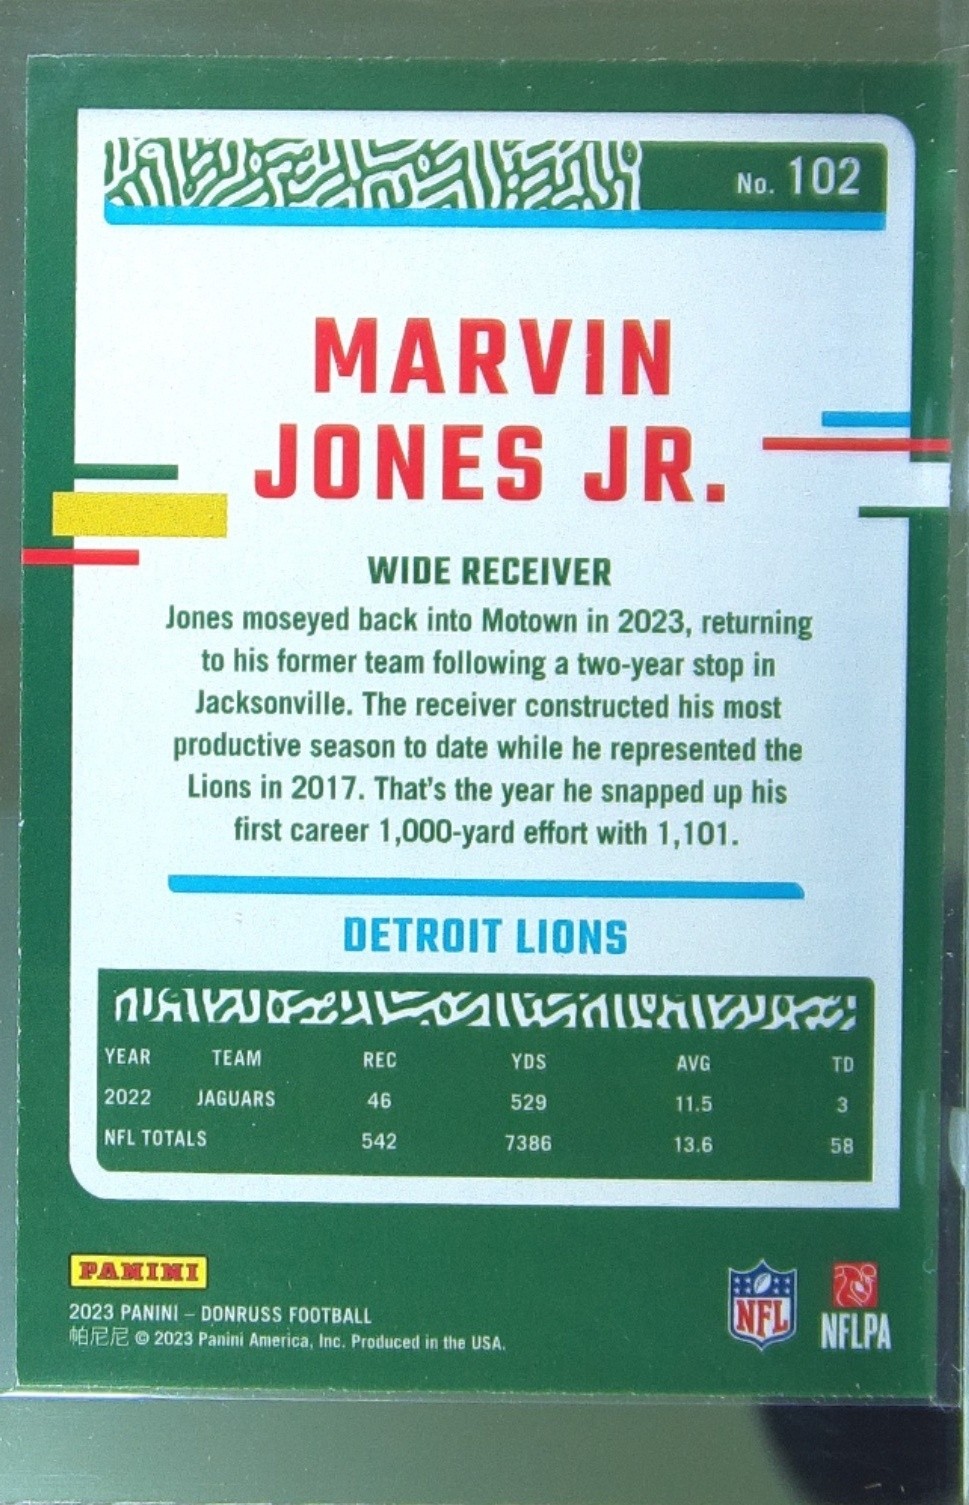 No. 102
MARVIN
JONES JR.
WIDE RECEIVER
Jones moseyed back into Motown in 2023, returning
to his former team following a two-year stop in
Jacksonville. The receiver constructed his most
productive season to date while he represented the
Lions in 2017. That's the year he snapped up his
first career 1,000-yard effort with 1,101.
DETROIT LIONS
YEAR TEAM REC YDS AVG TD
2022 JAGUARS 46 529 11.5 3
NFL TOTALS 542 7386 13.6 58
PANINI
2023 PANINI – DONRUSS FOOTBALL
帕尼尼 © 2023 Panini America, Inc. Produced in the USA.
NFL
NFLPA